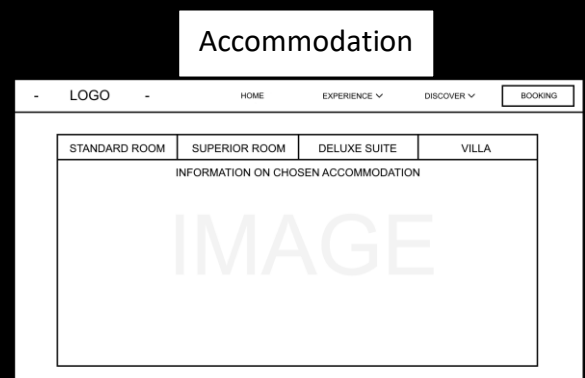 Accommodation
- LOGO - HOME EXPERIENCE DISCOVER BOOKING
STANDARD ROOM SUPERIOR ROOM DELUXE SUITE VILLA
INFORMATION ON CHOSEN ACCOMMODATION
IMAGE